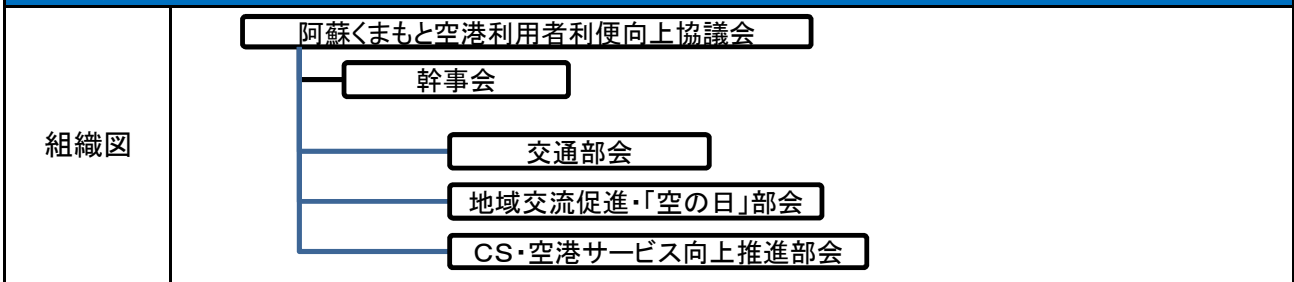 阿蘇くまもと空港利用者利便向上協議会
幹事会
組織図
交通部会
地域交流促進・「空の日」部会
CS・空港サービス向上推進部会